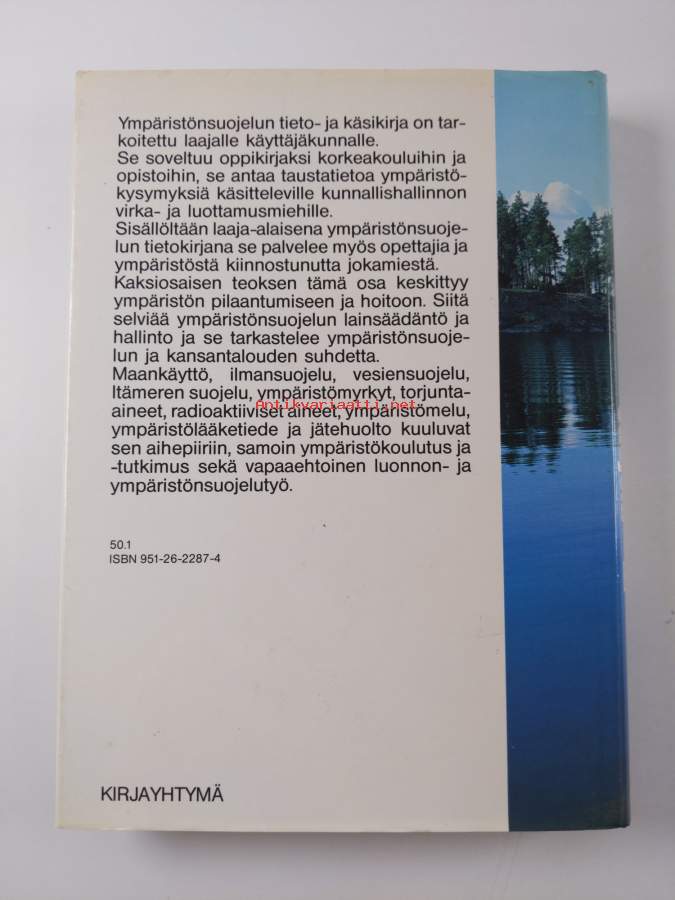 Ympäristönsuojelun tieto- ja käsikirja on tar-
koitettu laajalle käyttäjäkunnalle.
Se soveltuu oppikirjaksi korkeakouluihin ja
opistoihin, se antaa taustatietoa ympäristö-
kysymyksiä käsitteleville kunnallishallinnon
virka- ja luottamusmiehille.
Sisällöltään laaja-alaisena ympäristönsuoje-
lun tietokirjana se palvelee myös opettajia ja
ympäristöstä kiinnostunutta jokamiestä.
Kaksiosaisen teoksen tämä osa keskittyy
ympäristön pilaantumiseen ja hoitoon. Siitä
selviää ympäristönsuojelun lainsäädäntö ja
hallinto ja se tarkastelee ympäristönsuoje-
lun ja kansantalouden suhdetta.
Maankäyttö, ilmansuojelu, vesiensuojelu,
Itämeren suojelu, ympäristömyrkyt, torjunta-
Antikvariaatti.net
aineet, radioaktiiviset aineet, ympäristömelu,
ympäristölääketiede ja jätehuolto kuuluvat
sen aihepiiriin, samoin ympäristökoulutus ja
-tutkimus sekä vapaaehtoinen luonnon- ja
ympäristönsuojelutyö.
50.1
ISBN 951-26-2287-4
KIRJAYHTYMÄ